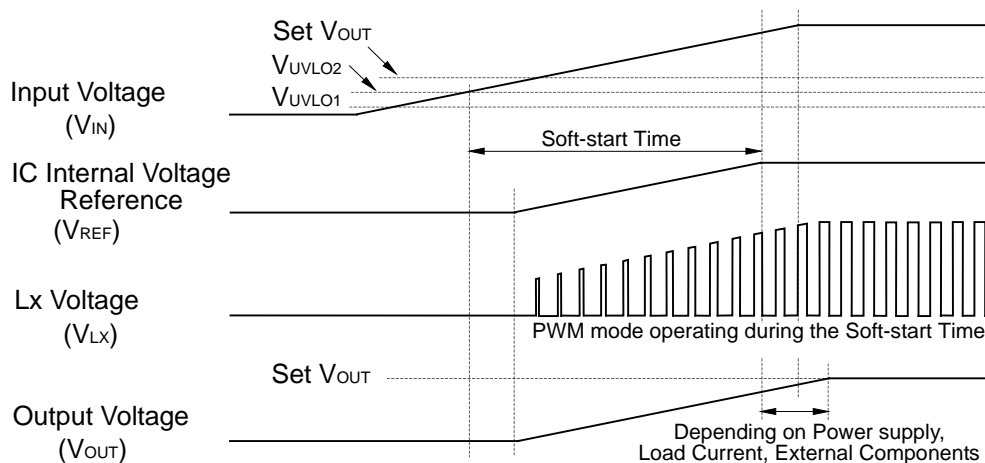 Set VOUT
VUVLO2
VUVLO1
Input Voltage
(VIN)
Soft-start Time
IC Internal Voltage
Reference
(VREF)
Lx Voltage
(VLX)
PWM mode operating during the Soft-start Time
Set VOUT
Output Voltage
(VOUT)
Depending on Power supply,
Load Current, External Components